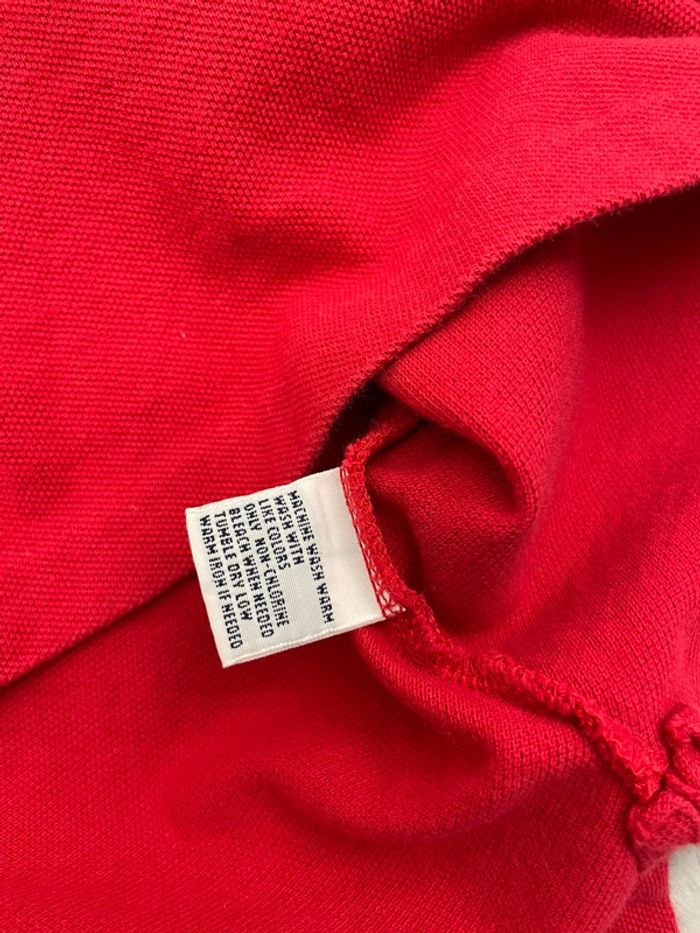 MACHINE WASH WARM
WASH WITH
LIKE COLORS
ONLY NON-CHLORINE
BLEACH WHEN NEEDED
TUMBLE DRY LOW
WARM IRON IF NEEDED